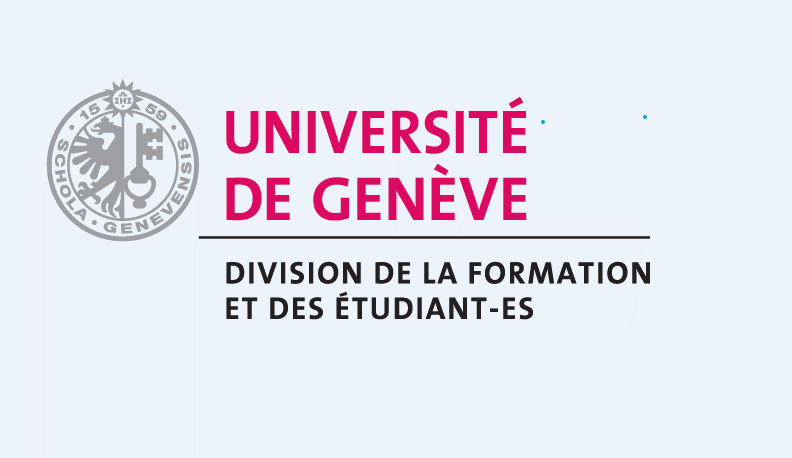 IHS
15 59
SCHOLA · GENEVENSIS
UNIVERSITÉ
DE GENÈVE
DIVISION DE LA FORMATION
ET DES ÉTUDIANT-ES